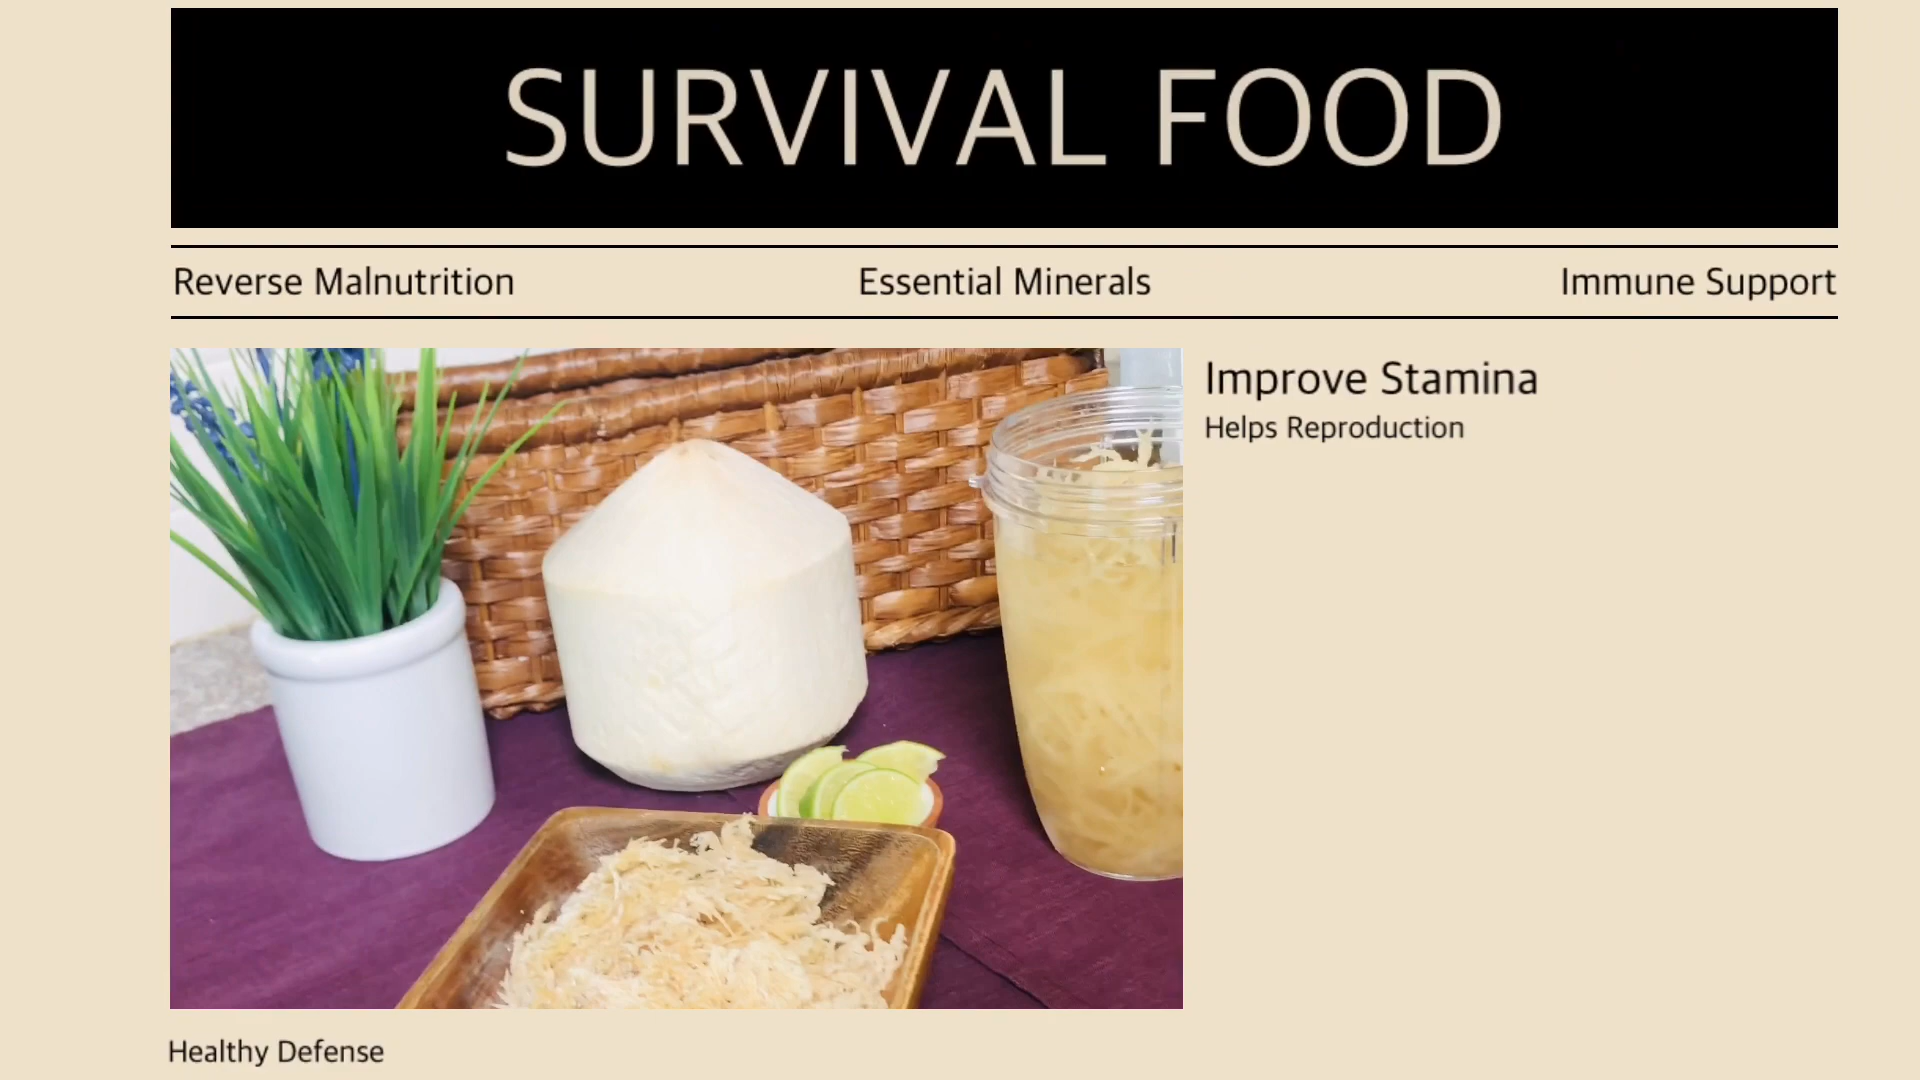 SURVIVAL FOOD
Reverse Malnutrition
Essential Minerals
Immune Support
Improve Stamina
Helps Reproduction
Healthy Defense